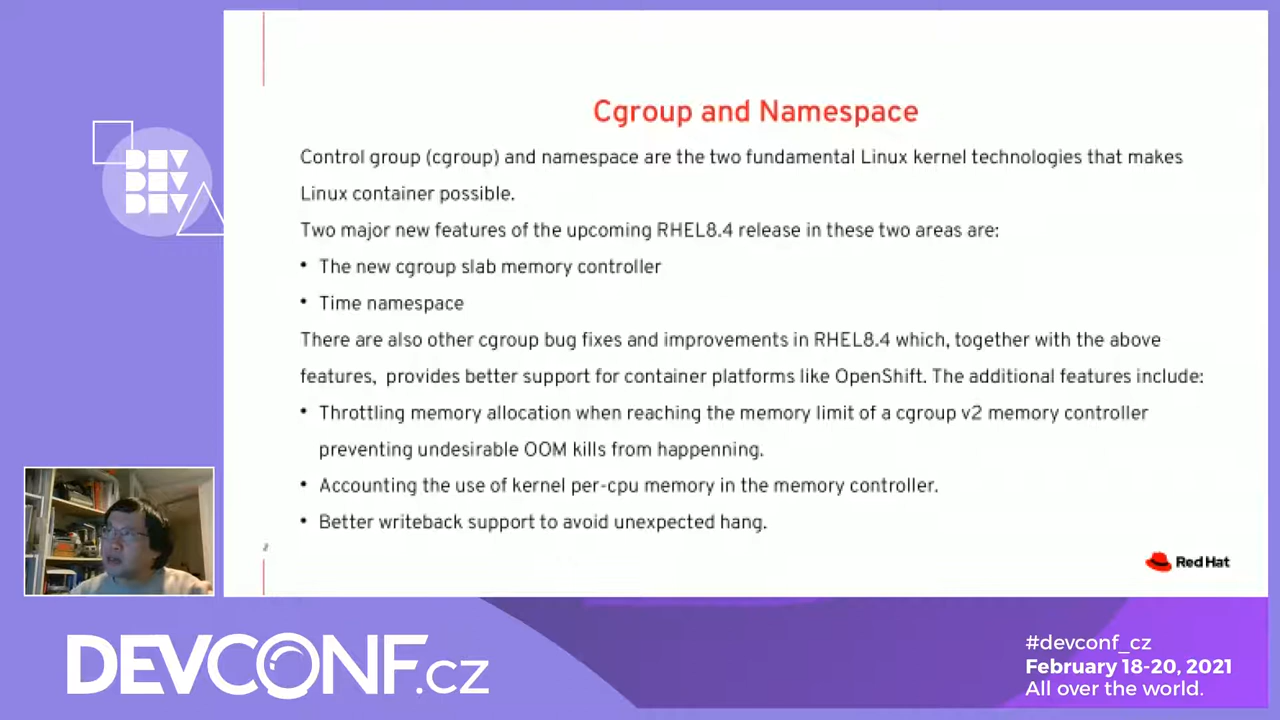 Cgroup and Namespace
Control group (cgroup) and namespace are the two fundamental Linux kernel technologies that makes
Linux container possible.
Two major new features of the upcoming RHEL8.4 release in these two areas are:
• The new cgroup slab memory controller
• Time namespace
There are also other cgroup bug fixes and improvements in RHEL8.4 which, together with the above
features, provides better support for container platforms like OpenShift. The additional features include:
• Throttling memory allocation when reaching the memory limit of a cgroup v2 memory controller
preventing undesirable OOM kills from happenning.
• Accounting the use of kernel per-cpu memory in the memory controller.
• Better writeback support to avoid unexpected hang.
Red Hat
DEV
DEV
DEV
DEVCONF.cz
#devconf_cz
February 18-20, 2021
All over the world.